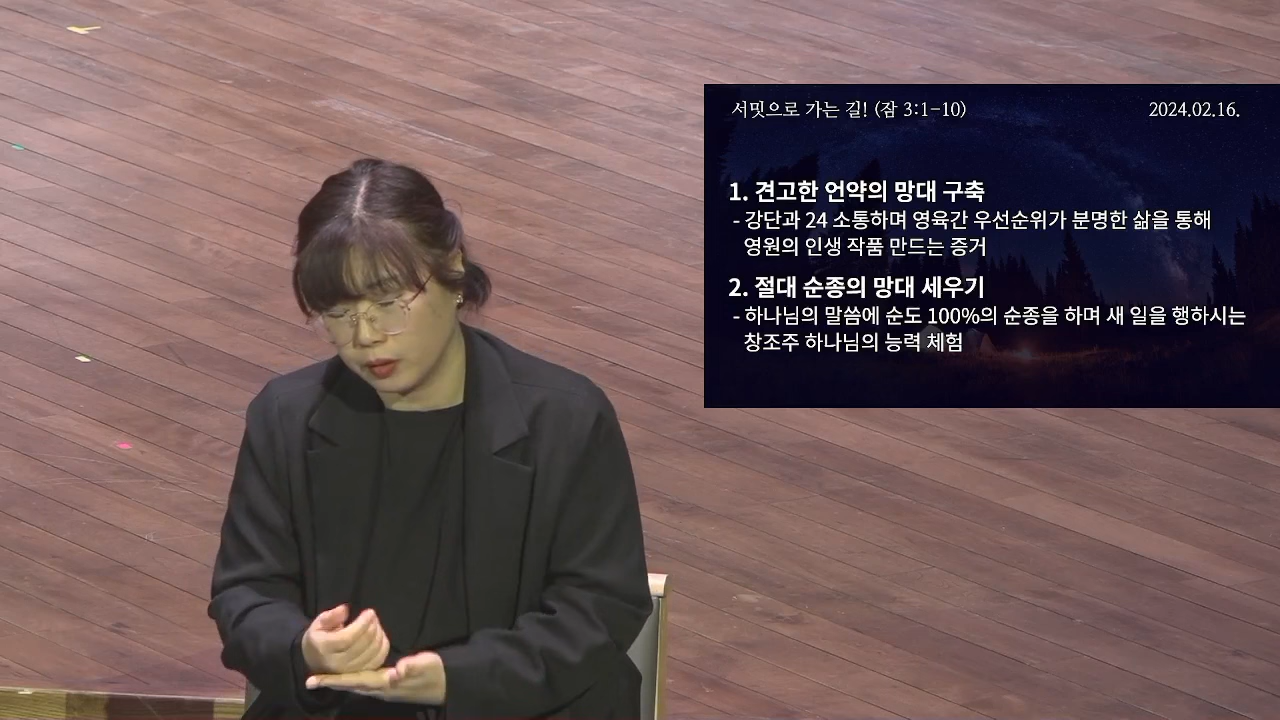 서밋으로 가는 길! (잠 3:1-10)
2024.02.16.
1. 견고한 언약의 망대 구축
- 강단과 24 소통하며 영육간 우선순위가 분명한 삶을 통해
영원의 인생 작품 만드는 증거
2. 절대 순종의 망대 세우기
- 하나님의 말씀에 순도 100%의 순종을 하며 새 일을 행하시는
창조주 하나님의 능력 체험